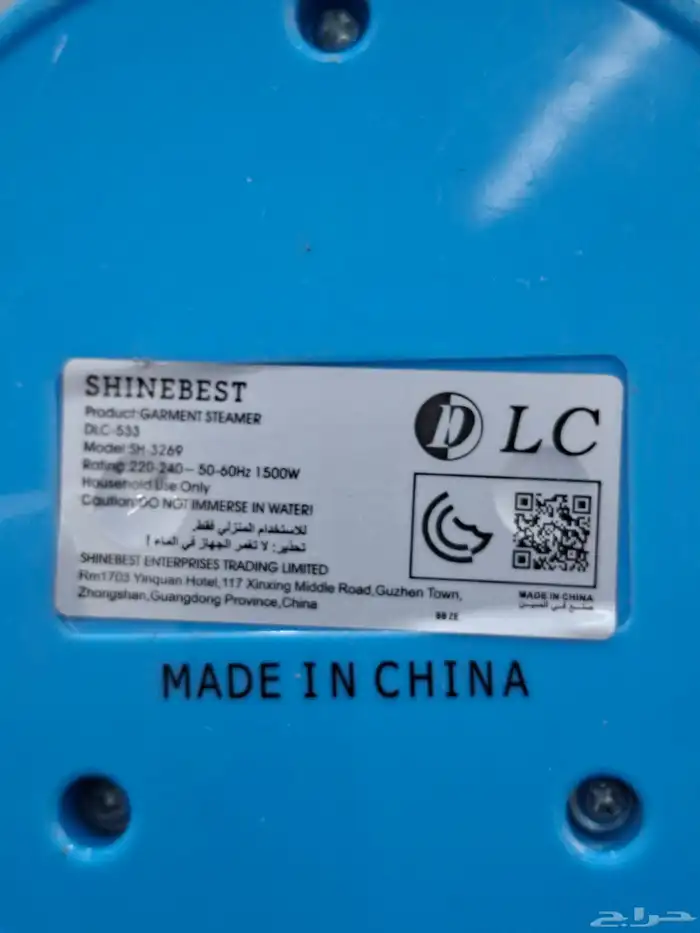 SHINEBEST
Product:GARMENT STEAMER
DLC-533
Model SH-3269
Rating:220-240~ 50-60Hz 1500W
Household Use Only
Caution:DO NOT IMMERSE IN WATER!
للاستخدام المنزلي فقط
تحذير: لا تغمر الجهاز في الماء !
SHINEBEST ENTERPRISES TRADING LIMITED
Rm1703 Yinquan Hotel,117 Xinxing Middle Road,Guzhen Town,
Zhongshan,Guangdong Province,China
D LC
MADE IN CHINA
صنع في الصين
MADE IN CHINA
حراج